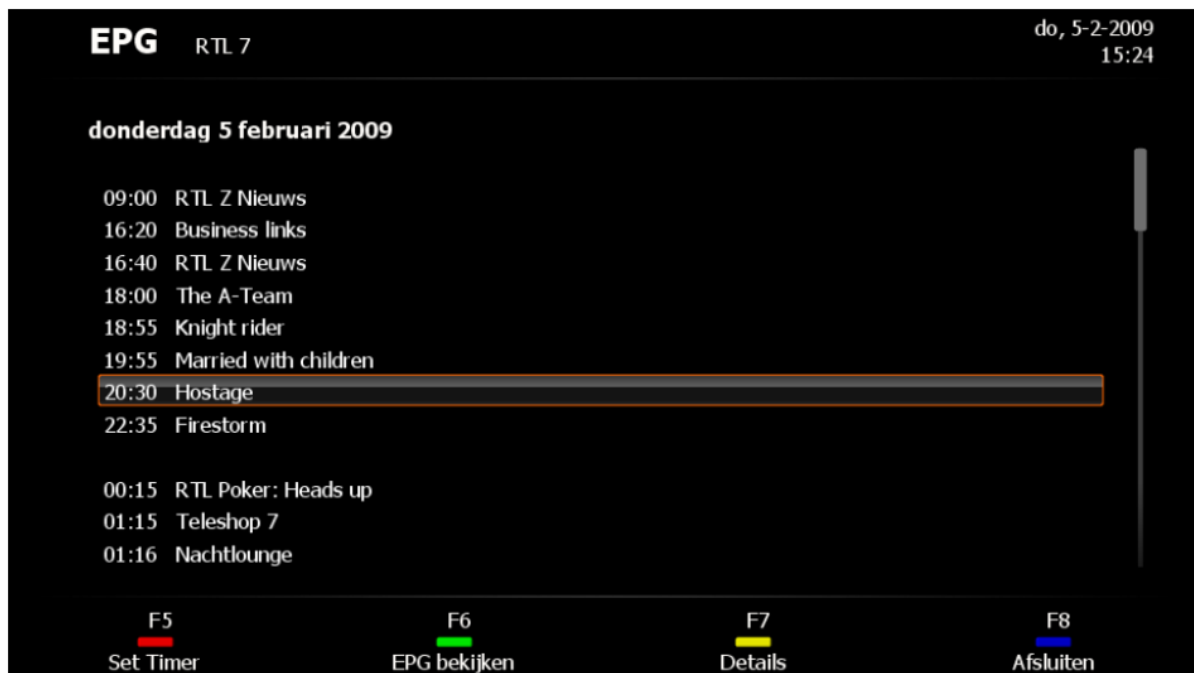 EPG RTL 7
do, 5-2-2009
15:24
donderdag 5 februari 2009
09:00 RTL Z Nieuws
16:20 Business links
16:40 RTL Z Nieuws
18:00 The A-Team
18:55 Knight rider
19:55 Married with children
20:30 Hostage
22:35 Firestorm
00:15 RTL Poker: Heads up
01:15 Teleshop 7
01:16 Nachtlounge
F5 F6 F7 F8
Set Timer EPG bekijken Details Afsluiten